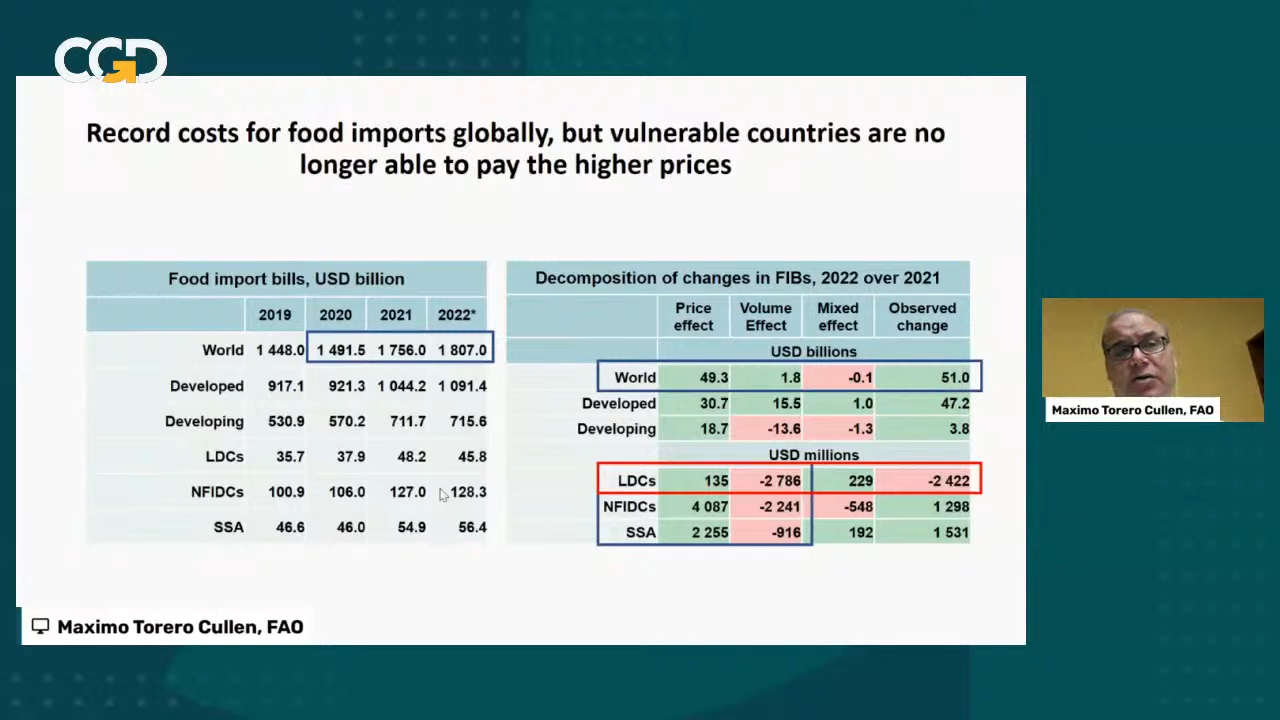 CGD
Record costs for food imports globally, but vulnerable countries are no
longer able to pay the higher prices
Food import bills, USD billion
2019 2020 2021 2022*
World 1 448.0 1 491.5 1 756.0 1 807.0
Developed 917.1 921.3 1 044.2 1 091.4
Developing 530.9 570.2 711.7 715.6
LDCs 35.7 37.9 48.2 45.8
NFIDCs 100.9 106.0 127.0 128.3
SSA 46.6 46.0 54.9 56.4
Decomposition of changes in FIBs, 2022 over 2021
Price Volume Mixed Observed
effect Effect effect change
USD billions
World 49.3 1.8 -0.1 51.0
Developed 30.7 15.5 1.0 47.2
Developing 18.7 -13.6 -1.3 3.8
USD millions
LDCs 135 -2 786 229 -2 422
NFIDCs 4 087 -2 241 -548 1 298
SSA 2 255 -916 192 1 531
Maximo Torero Cullen, FAO
Maximo Torero Cullen, FAO